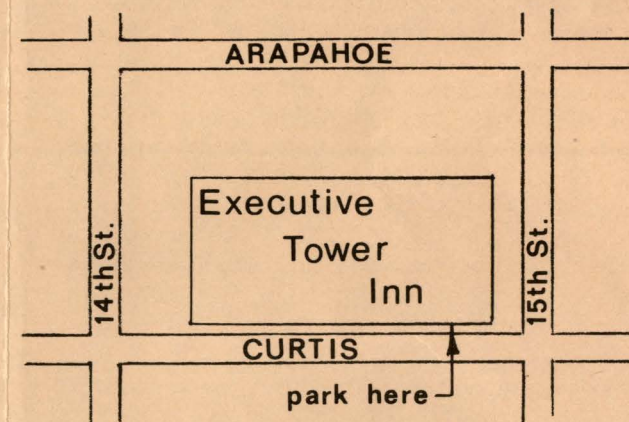 ARAPAHOE
Executive
Tower
Inn
14th St.
15th St.
CURTIS
park here